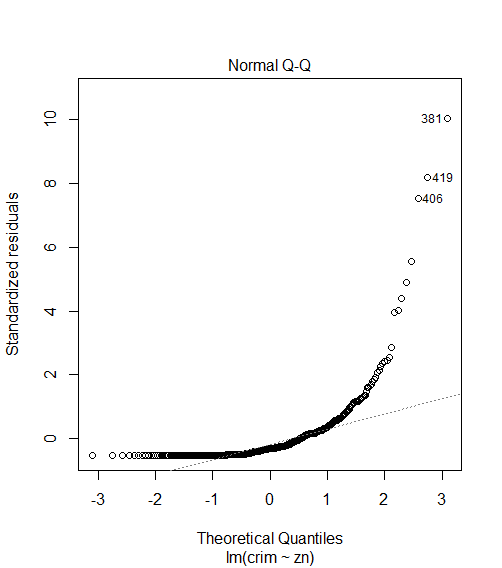 Normal Q-Q
381
419
406
10
8
6
4
2
0
Standardized residuals
-3 -2 -1 0 1 2 3
Theoretical Quantiles
lm(crim ~ zn)